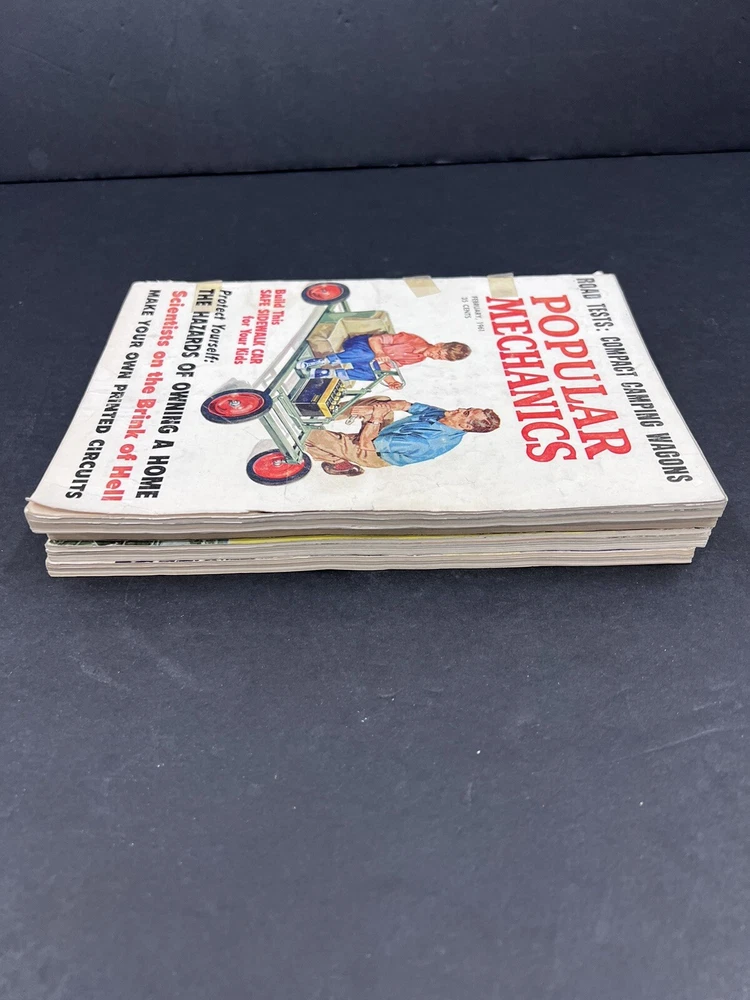 ROAD TESTS: COMPACT CAMPING WAGONS
POPULAR
MECHANICS
FEBRUARY, 1961
35 CENTS
Build This
SAFE SIDEWALK CAR
for Your Kids
Protect Yourself:
THE HAZARDS OF OWNING A HOME
Scientists on the Brink of Hell
MAKE YOUR OWN PRINTED CIRCUITS